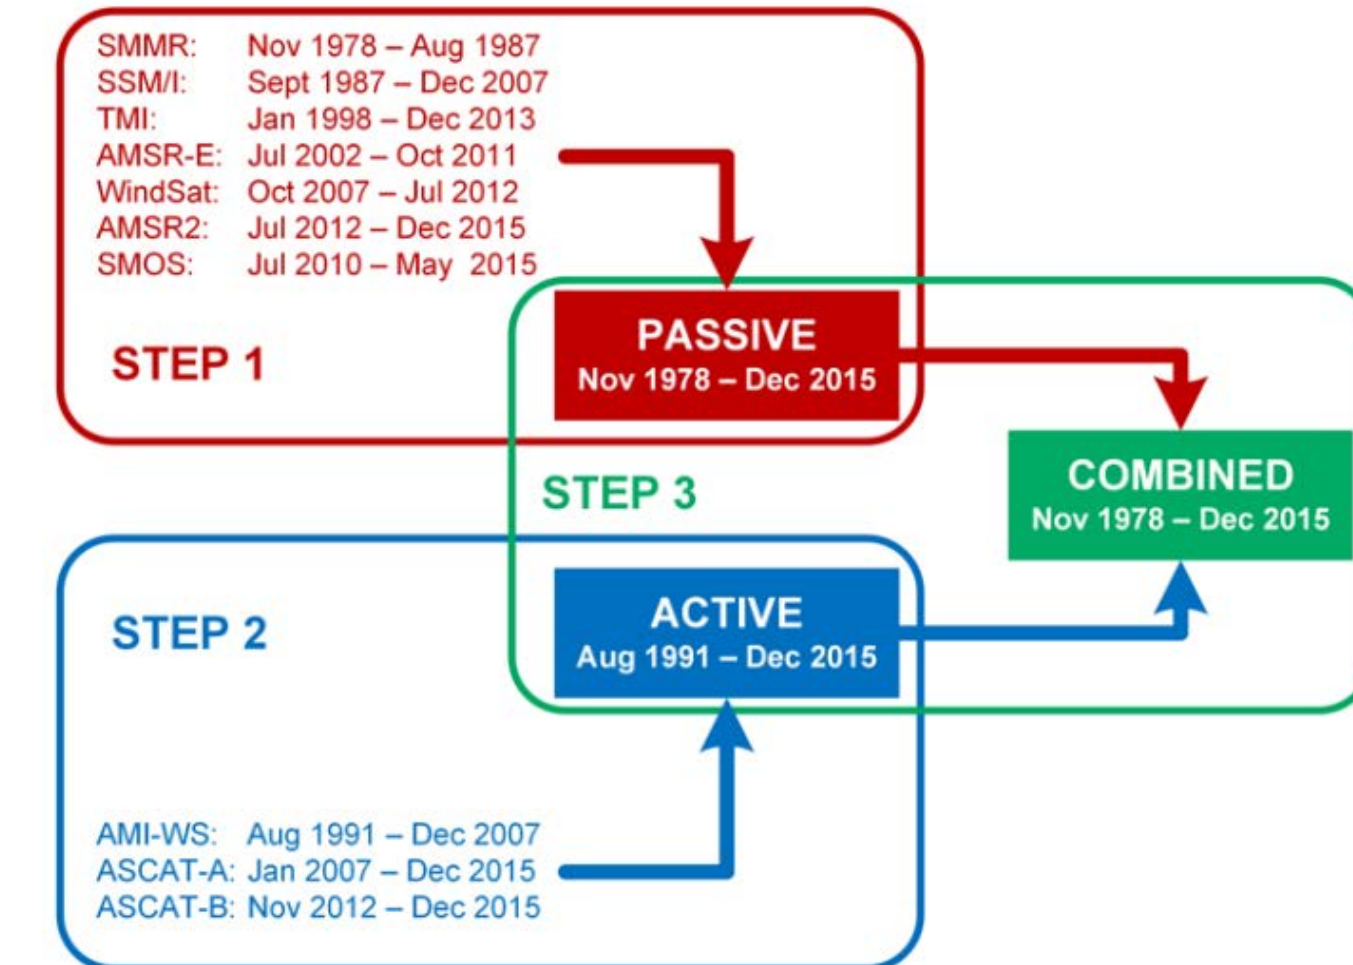 SMMR: Nov 1978 – Aug 1987
SSM/I: Sept 1987 – Dec 2007
TMI: Jan 1998 – Dec 2013
AMSR-E: Jul 2002 – Oct 2011
WindSat: Oct 2007 – Jul 2012
AMSR2: Jul 2012 – Dec 2015
SMOS: Jul 2010 – May 2015
STEP 1
PASSIVE
Nov 1978 – Dec 2015
COMBINED
Nov 1978 – Dec 2015
STEP 3
STEP 2
ACTIVE
Aug 1991 – Dec 2015
AMI-WS: Aug 1991 – Dec 2007
ASCAT-A: Jan 2007 – Dec 2015
ASCAT-B: Nov 2012 – Dec 2015